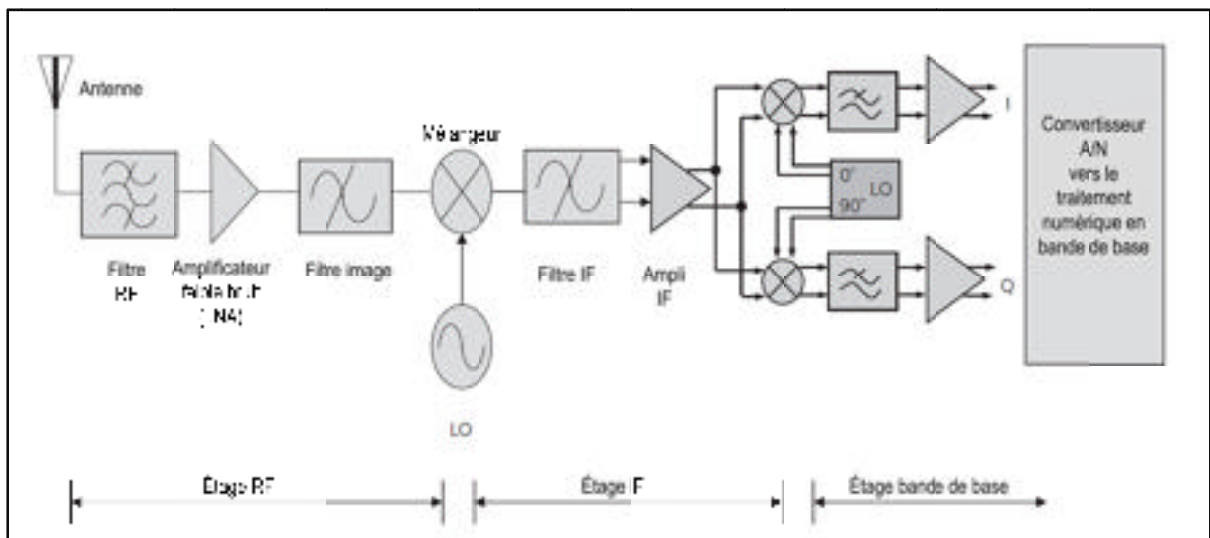 Antenne
Mélangeur
Filtre
RF
Amplificateur
faible bruit
(LNA)
Filtre image
LO
Filtre IF
Ampli
IF
0°
LO
90°
I
Q
Convertisseur
A/N
vers le
traitement
numérique en
bande de base
Étage RF
Étage IF
Étage bande de base